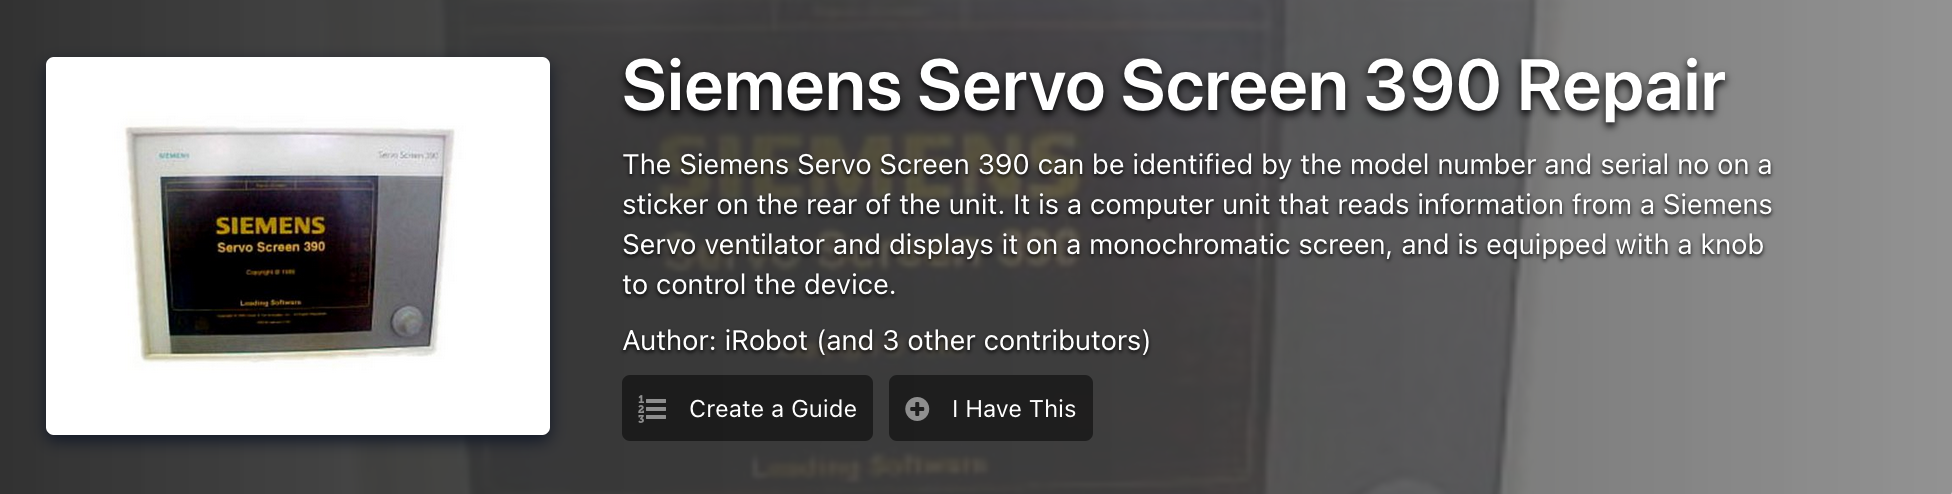 Siemens Servo Screen 390 Repair
The Siemens Servo Screen 390 can be identified by the model number and serial no on a
sticker on the rear of the unit. It is a computer unit that reads information from a Siemens
Servo ventilator and displays it on a monochromatic screen, and is equipped with a knob
to control the device.
Author: iRobot (and 3 other contributors)
Create a Guide
I Have This
SIEMENS
Servo Screen 390
SIEMENS
Servo Screen 390
Loading Software
Loading Software